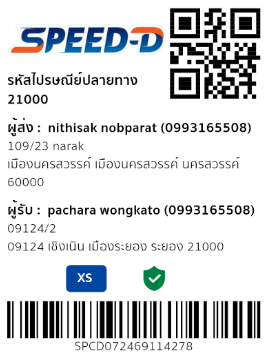 SPEED-D
รหัสไปรษณีย์ปลายทาง
21000
ผู้ส่ง : nithisak nobparat (0993165508)
109/23 narak
เมืองนครสวรรค์ เมืองนครสวรรค์ นครสวรรค์
60000
ผู้รับ : pachara wongkato (0993165508)
09124/2
09124 เชิงเนิน เมืองระยอง ระยอง 21000
XS
SPCD072469114278